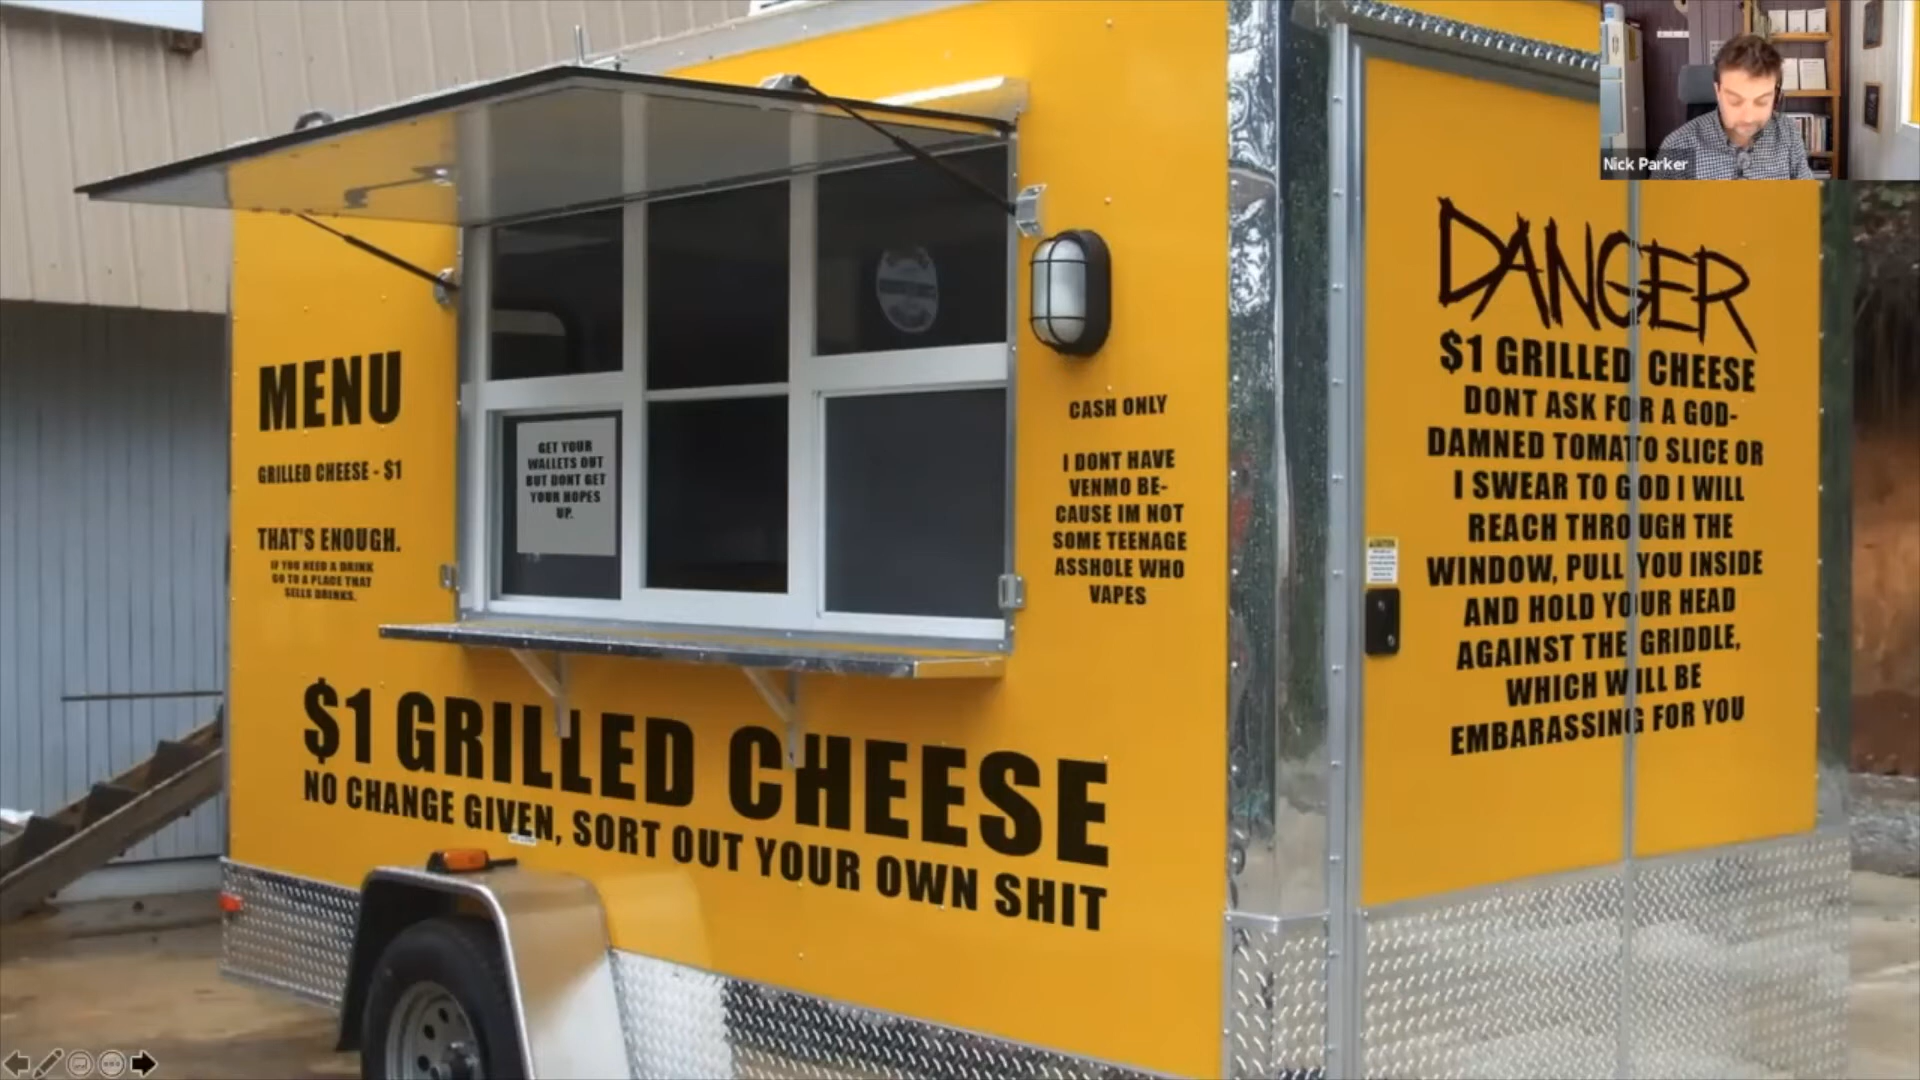 Nick Parker
MENU
GRILLED CHEESE - $1
THAT'S ENOUGH.
IF YOU NEED A DRINK
GO TO A PLACE THAT
SELLS DRINKS.
GET YOUR
WALLETS OUT
BUT DONT GET
YOUR HOPES
UP.
CASH ONLY
I DONT HAVE
VENMO BE-
CAUSE IM NOT
SOME TEENAGE
ASSHOLE WHO
VAPES
$1 GRILLED CHEESE
NO CHANGE GIVEN, SORT OUT YOUR OWN SHIT
DANGER
$1 GRILLED CHEESE
DONT ASK FOR A GOD-
DAMNED TOMATO SLICE OR
I SWEAR TO GOD I WILL
REACH THROUGH THE
WINDOW, PULL YOU INSIDE
AND HOLD YOUR HEAD
AGAINST THE GRIDDLE,
WHICH WILL BE
EMBARASSING FOR YOU